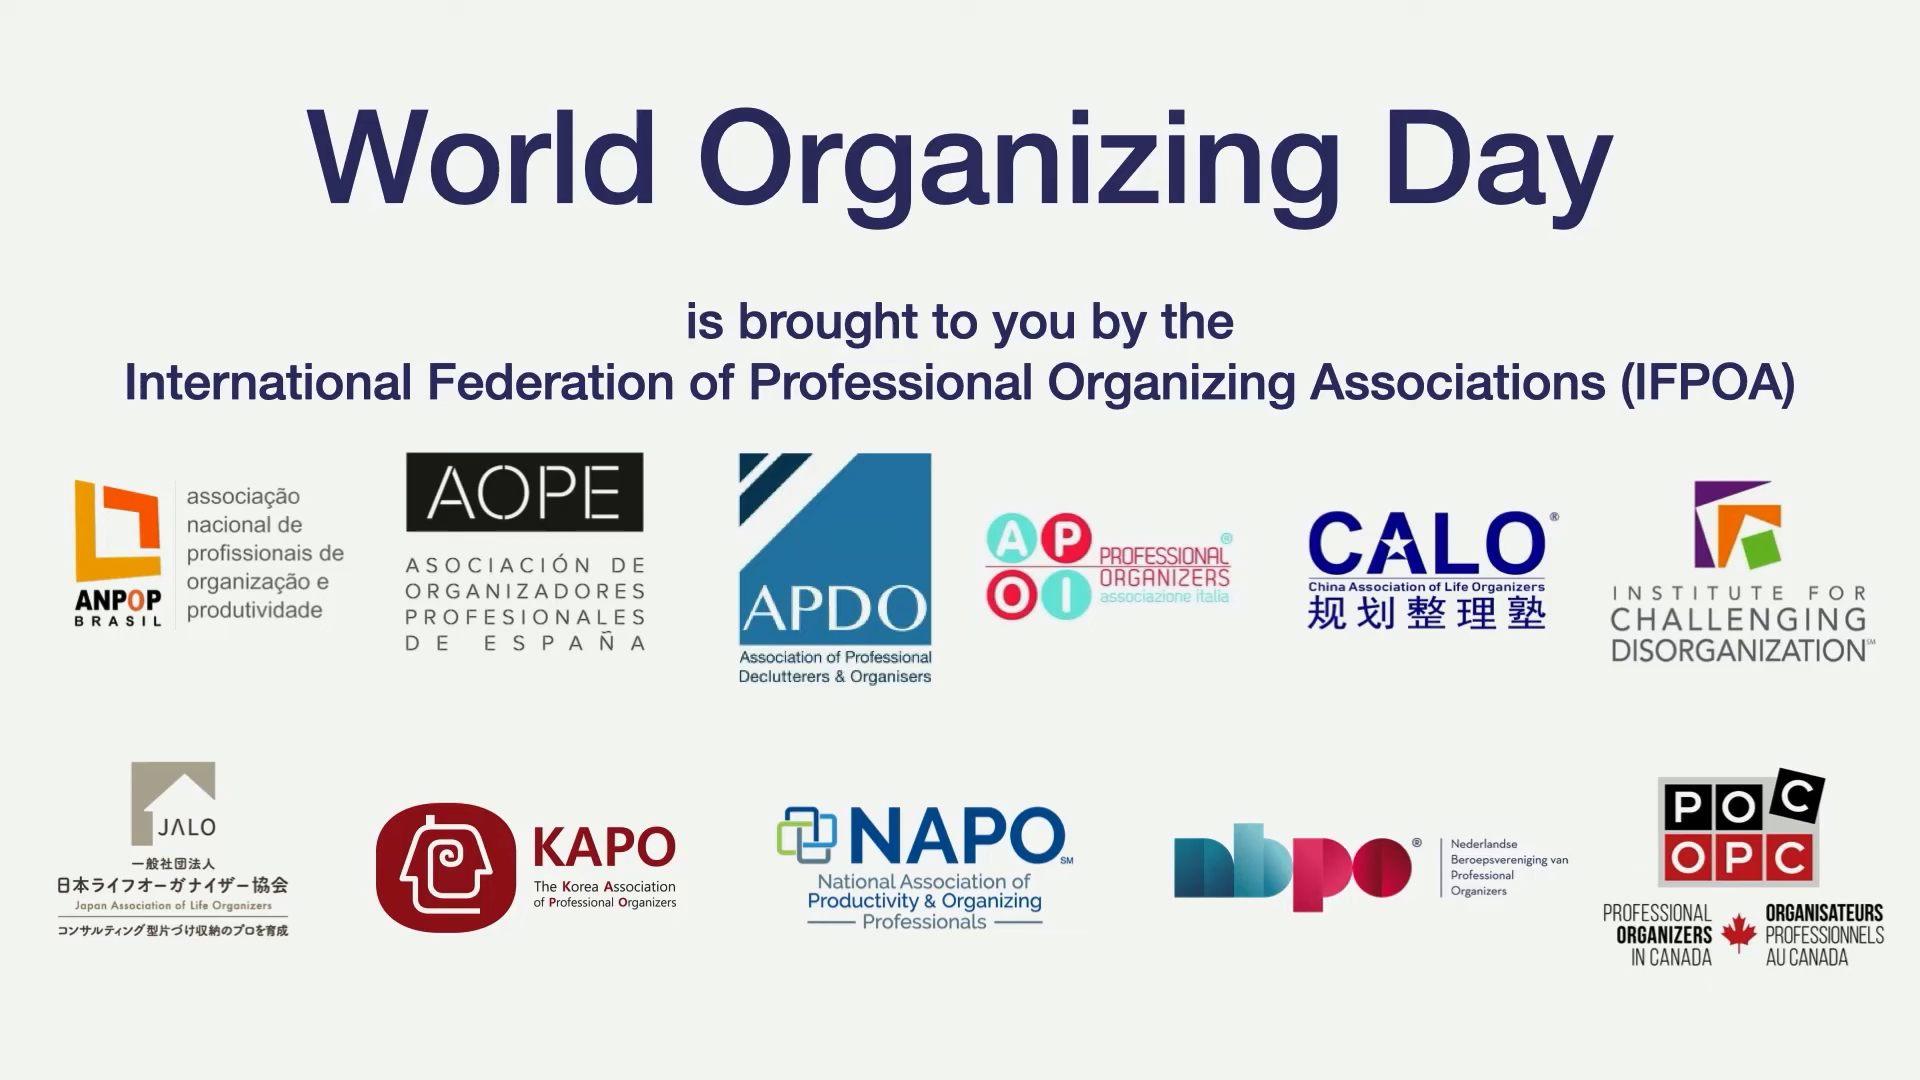 World Organizing Day
is brought to you by the
International Federation of Professional Organizing Associations (IFPOA)
ANPOP
BRASIL
associação
nacional de
profissionais de
organização e
produtividade
AOPE
ASOCIACIÓN DE
ORGANIZADORES
PROFESIONALES
DE ESPAÑA
APDO
Association of Professional
Declutterers & Organisers
AP
OI
PROFESSIONAL®
ORGANIZERS
associazione italia
CALO®
China Association of Life Organizers
规划整理塾
INSTITUTE FOR
CHALLENGING
DISORGANIZATION℠
JALO
一般社団法人
日本ライフオーガナイザー協会
Japan Association of Life Organizers
コンサルティング型片づけ収納のプロを育成
KAPO
The Korea Association
of Professional Organizers
NAPO℠
National Association of
Productivity & Organizing
Professionals
nbpo®
Nederlandse
Beroepsvereniging van
Professional
Organizers
POC
OPC
PROFESSIONAL
ORGANIZERS
IN CANADA
ORGANISATEURS
PROFESSIONNELS
AU CANADA